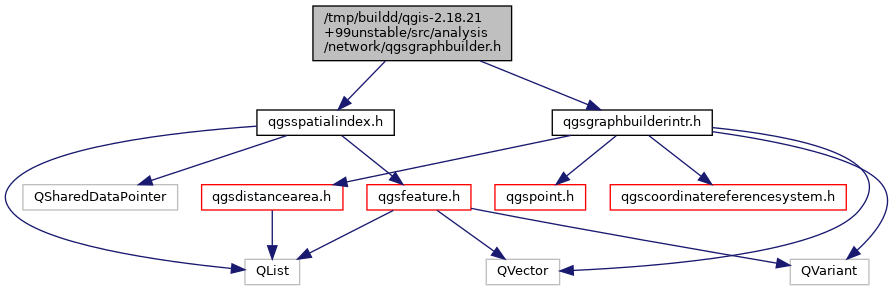 /tmp/buildd/qgis-2.18.21
+99unstable/src/analysis
/network/qgsgraphbuilder.h
qgsspatialindex.h
qgsgraphbuilderintr.h
QSharedDataPointer
qgsdistancearea.h
qgsfeature.h
qgspoint.h
qgscoordinatereferencesystem.h
QList
QVector
QVariant